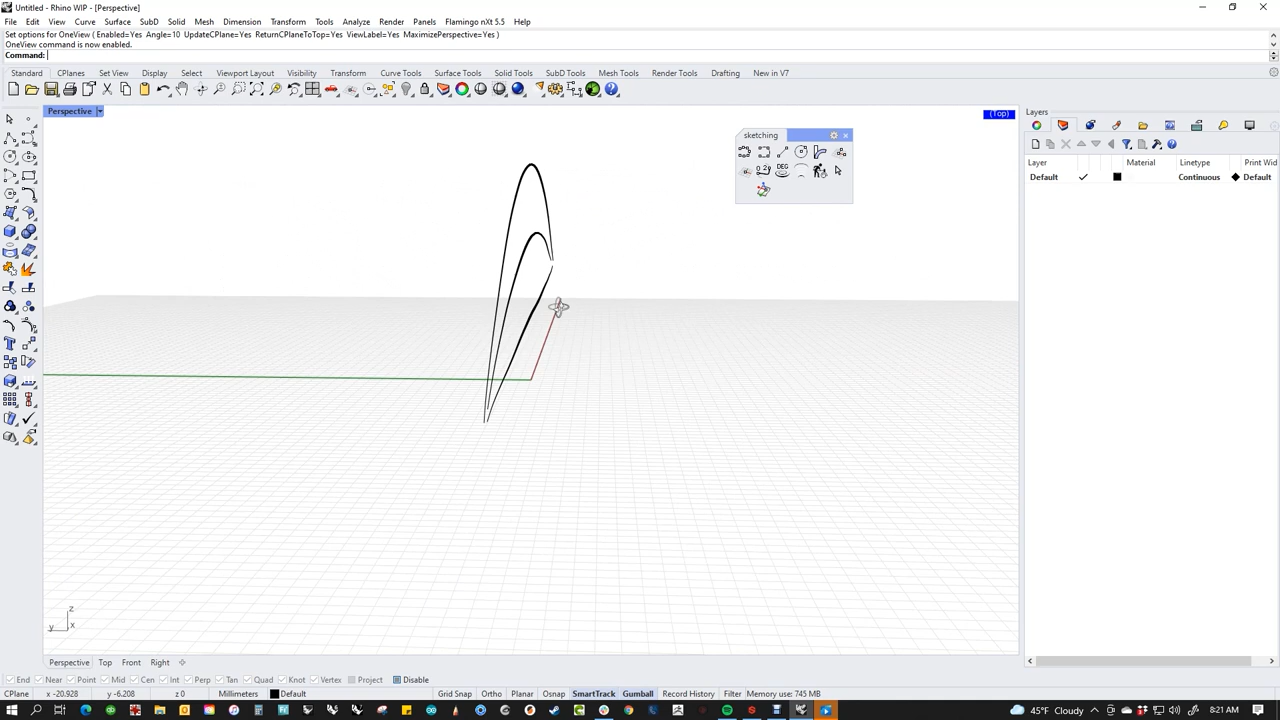 Untitled - Rhino WIP - [Perspective]
File Edit View Curve Surface SubD Solid Mesh Dimension Transform Tools Analyze Render Panels Flamingo nXt 5.5 Help
Set options for OneView ( Enabled=Yes Angle=10 UpdateCPlane=Yes ReturnCPlaneToTop=Yes ViewLabel=Yes MaximizePerspective=Yes )
OneView command is now enabled.
Command:
Standard CPlanes Set View Display Select Viewport Layout Visibility Transform Curve Tools Surface Tools Solid Tools SubD Tools Mesh Tools Render Tools Drafting New in V7
Perspective
(Top)
Layers
sketching
0.2?
DEG
Layer Material Linetype Print Wid
Default Continuous Default
z
y x
Perspective Top Front Right
End Near Point Mid Cen Int Perp Tan Quad Knot Vertex Project Disable
CPlane x -20.928 y -6.208 z 0 Millimeters Default Grid Snap Ortho Planar Osnap SmartTrack Gumball Record History Filter Memory use: 745 MB
45°F Cloudy 8:21 AM